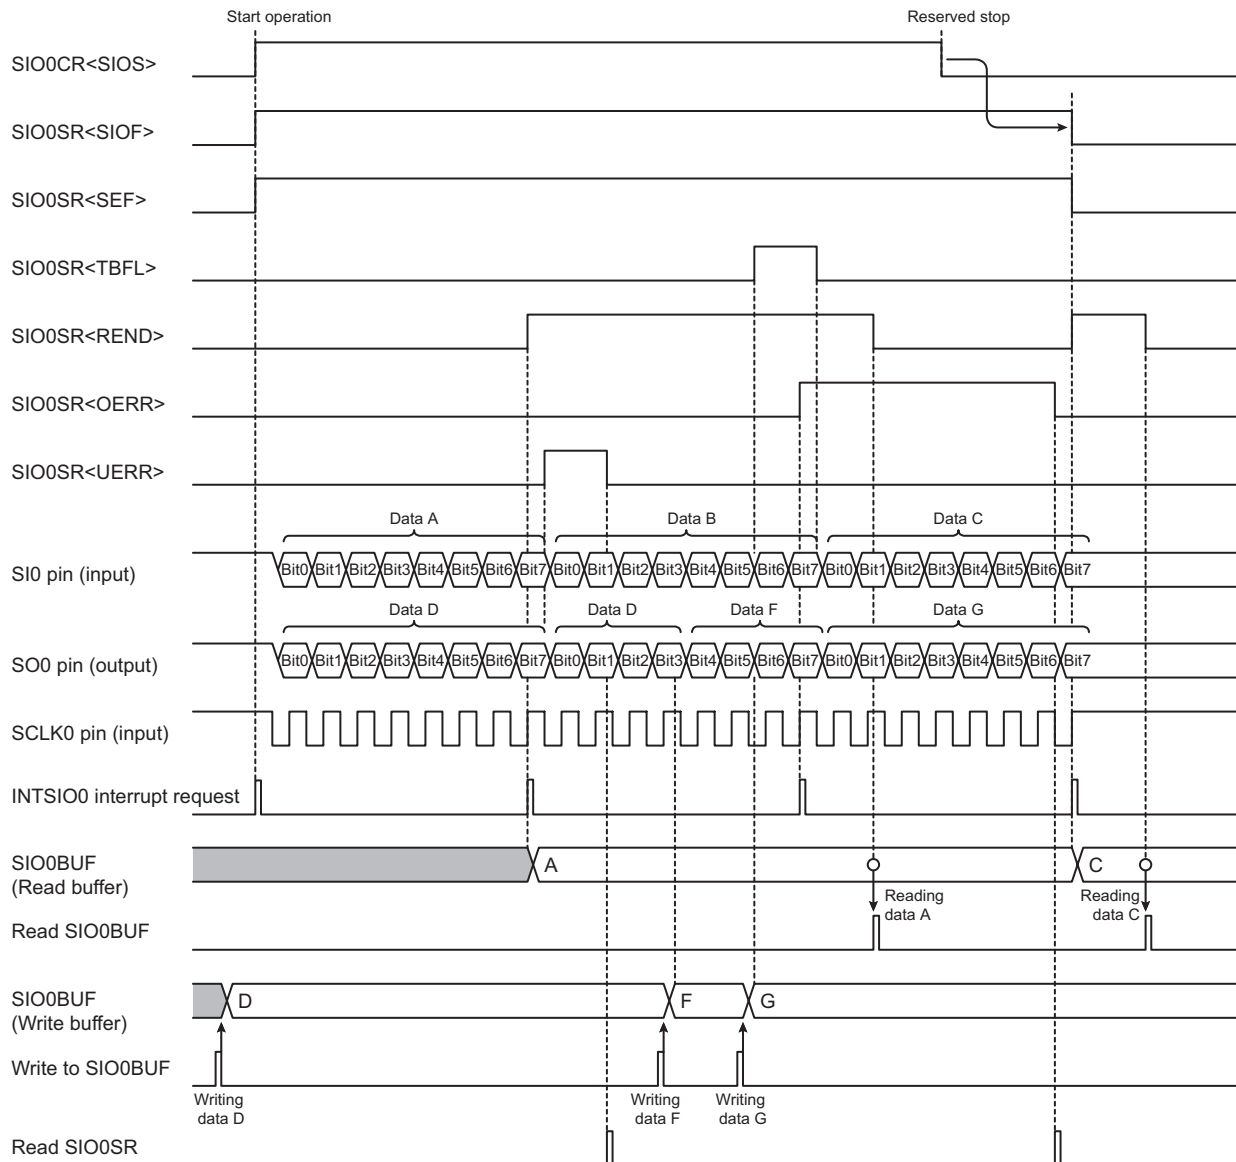 Start operation Reserved stop
SIO0CR<SIOS>
SIO0SR<SIOF>
SIO0SR<SEF>
SIO0SR<TBFL>
SIO0SR<REND>
SIO0SR<OERR>
SIO0SR<UERR>
Data A Data B Data C
SI0 pin (input) Bit0 Bit1 Bit2 Bit3 Bit4 Bit5 Bit6 Bit7 Bit0 Bit1 Bit2 Bit3 Bit4 Bit5 Bit6 Bit7 Bit0 Bit1 Bit2 Bit3 Bit4 Bit5 Bit6 Bit7
Data D Data D Data F Data G
SO0 pin (output) Bit0 Bit1 Bit2 Bit3 Bit4 Bit5 Bit6 Bit7 Bit0 Bit1 Bit2 Bit3 Bit4 Bit5 Bit6 Bit7 Bit0 Bit1 Bit2 Bit3 Bit4 Bit5 Bit6 Bit7
SCLK0 pin (input)
INTSIO0 interrupt request
SIO0BUF A C
(Read buffer)
Reading Reading
data A data C
Read SIO0BUF
SIO0BUF D F G
(Write buffer)
Write to SIO0BUF
Writing Writing Writing
data D data F data G
Read SIO0SR